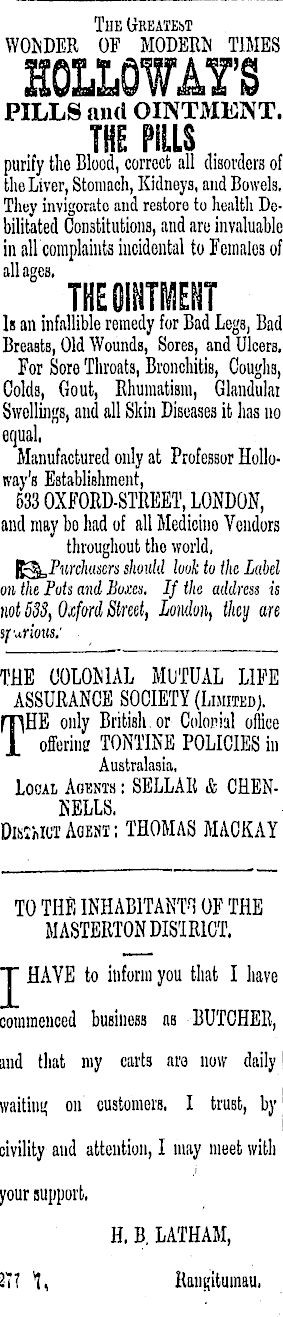 THE GREATEST
WONDER OF MODERN TIMES
HOLLOWAY'S
PILLS and OINTMENT.
THE PILLS
purify the Blood, correct all disorders of
the Liver, Stomach, Kidneys, and Bowels.
They invigorate and restore to health De-
bilitated Constitutions, and are invaluable
in all complaints incidental to Females of
all ages.
THE OINTMENT
Is an infallible remedy for Bad Legs, Bad
Breasts, Old Wounds, Sores, and Ulcers.
For Sore Throats, Bronchitis, Coughs,
Colds, Gout, Rhumatism, Glandular
Swellings, and all Skin Diseases it has no
equal.
Manufactured only at Professor Hollo-
way's Establishment,
533 OXFORD-STREET, LONDON,
and may be had of all Medicine Vendors
throughout the world.
Purchasers should look to the Label
on the Pots and Boxes. If the address is
not 533, Oxford Street, London, they are
spurious.
THE COLONIAL MUTUAL LIFE
ASSURANCE SOCIETY (LIMITED).
THE only British or Colonial office
offering TONTINE POLICIES in
Australasia.
LOCAL AGENTS: SELLAR & CHEN-
NELLS.
DISTRICT AGENT: THOMAS MACKAY
TO THE INHABITANTS OF THE
MASTERTON DISTRICT.
I HAVE to inform you that I have
commenced business as BUTCHER,
and that my carts are now daily
waiting on customers. I trust, by
civility and attention, I may meet with
your support.
H. B. LATHAM,
277 7, Rangitumau.